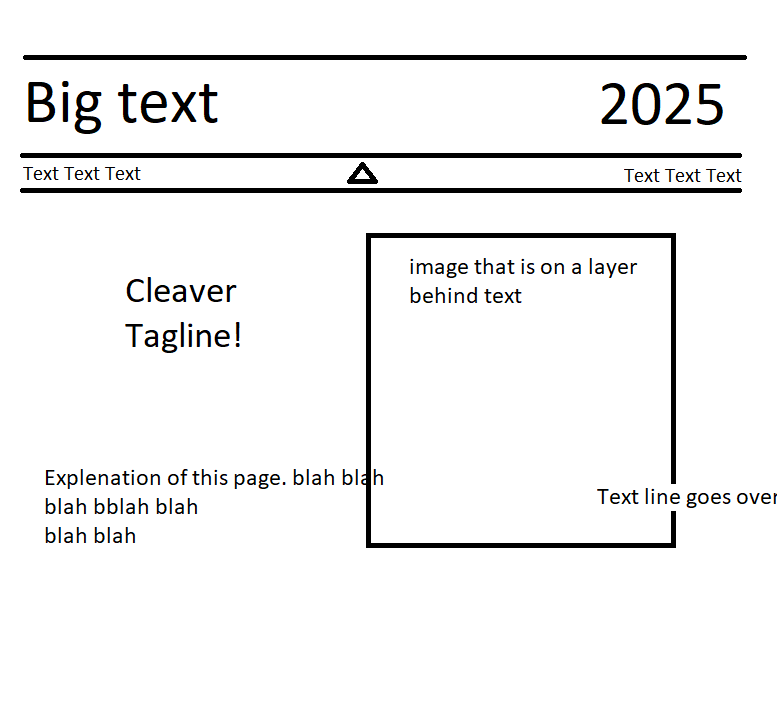 Big text
2025
Text Text Text
Text Text Text
image that is on a layer
behind text
Cleaver
Tagline!
Explenation of this page. blah blah
blah bblah blah
blah blah
Text line goes over